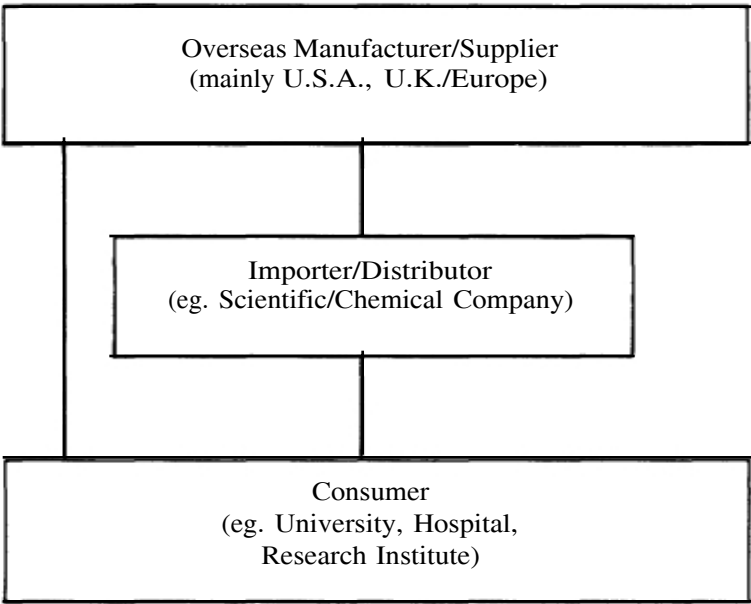 Overseas Manufacturer/Supplier
(mainly U.S.A., U.K./Europe)
Importer/Distributor
(eg. Scientific/Chemical Company)
Consumer
(eg. University, Hospital,
Research Institute)